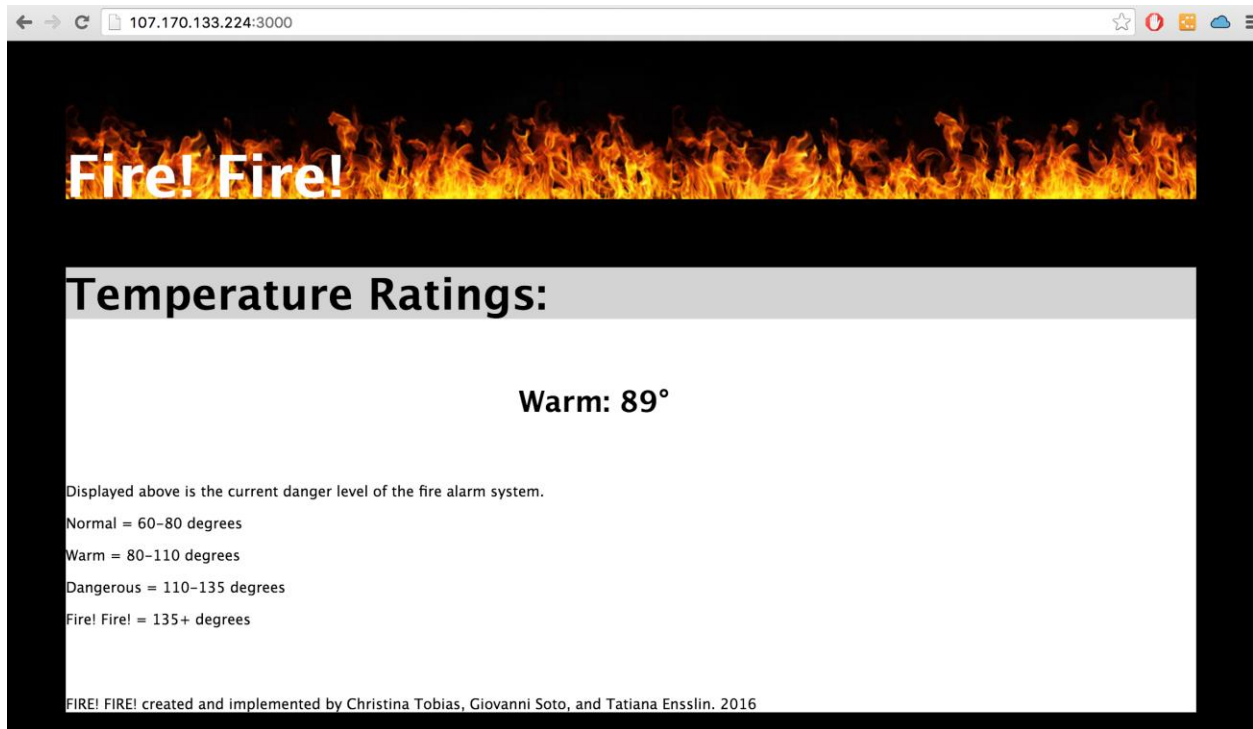 107.170.133.224:3000
Fire! Fire!
Temperature Ratings:
Warm: 89°
Displayed above is the current danger level of the fire alarm system.
Normal = 60-80 degrees
Warm = 80-110 degrees
Dangerous = 110-135 degrees
Fire! Fire! = 135+ degrees
FIRE! FIRE! created and implemented by Christina Tobias, Giovanni Soto, and Tatiana Ensslin. 2016